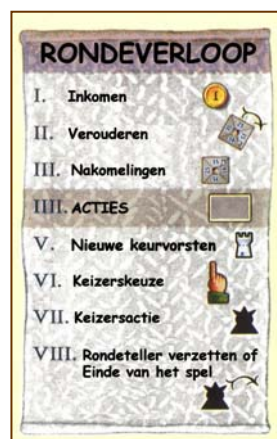 RONDEVERLOOP
I. Inkomen
I
II. Verouderen
III. Nakomelingen
IIII. ACTIES
V. Nieuwe keurvorsten
VI. Keizerskeuze
VII. Keizersactie
VIII. Rondeteller verzetten of
Einde van het spel